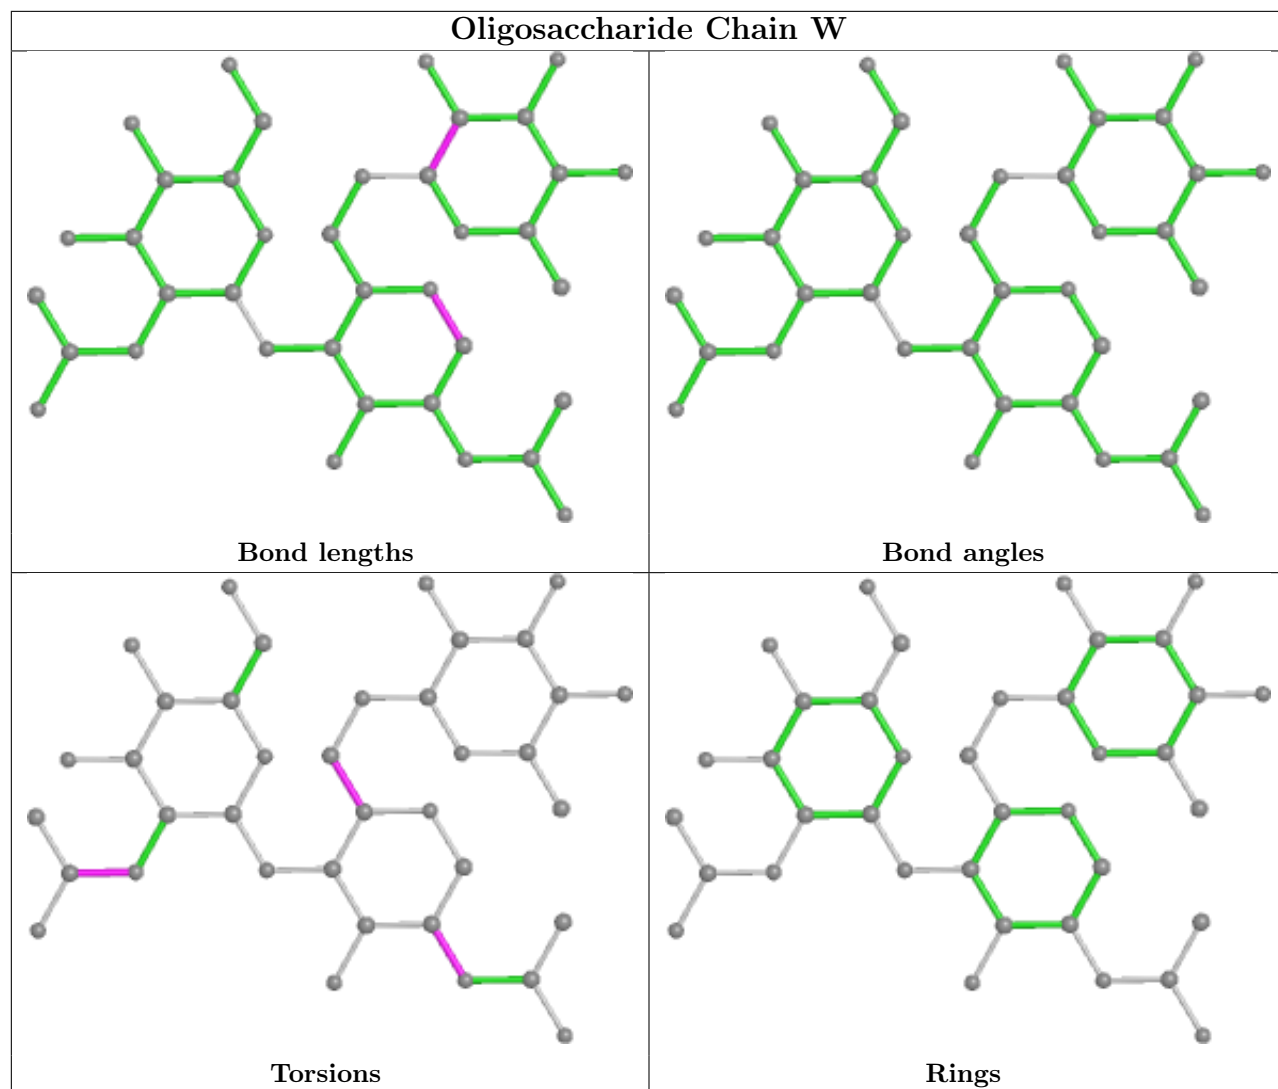 Oligosaccharide Chain W
Bond lengths
Bond angles
Torsions
Rings